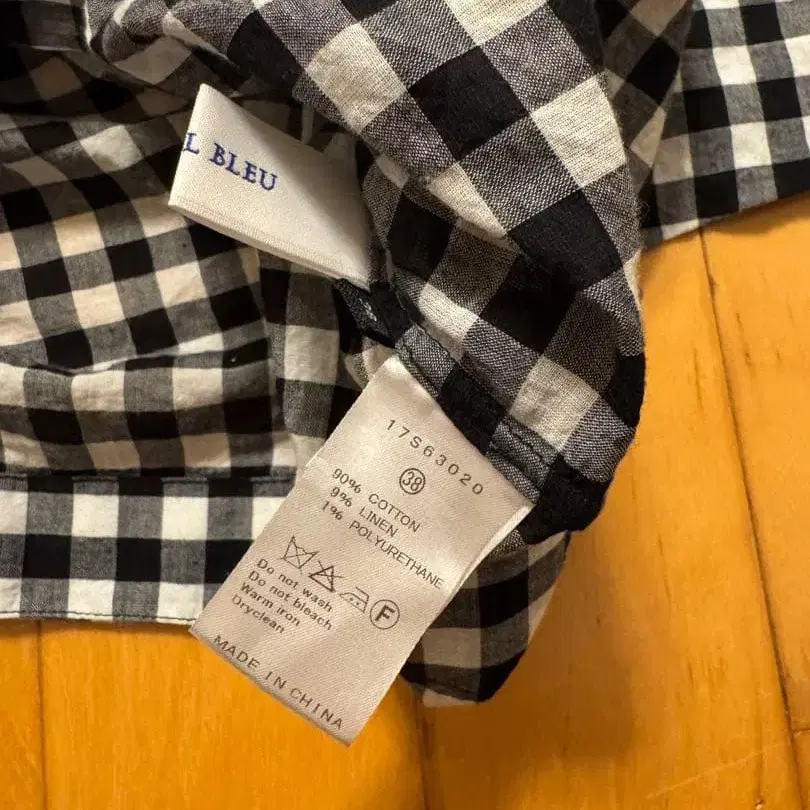 L BLEU
17S63020
38
90% COTTON
9% LINEN
1% POLYURETHANE
F
Do not wash
Do not bleach
Warm iron
Dryclean
MADE IN CHINA